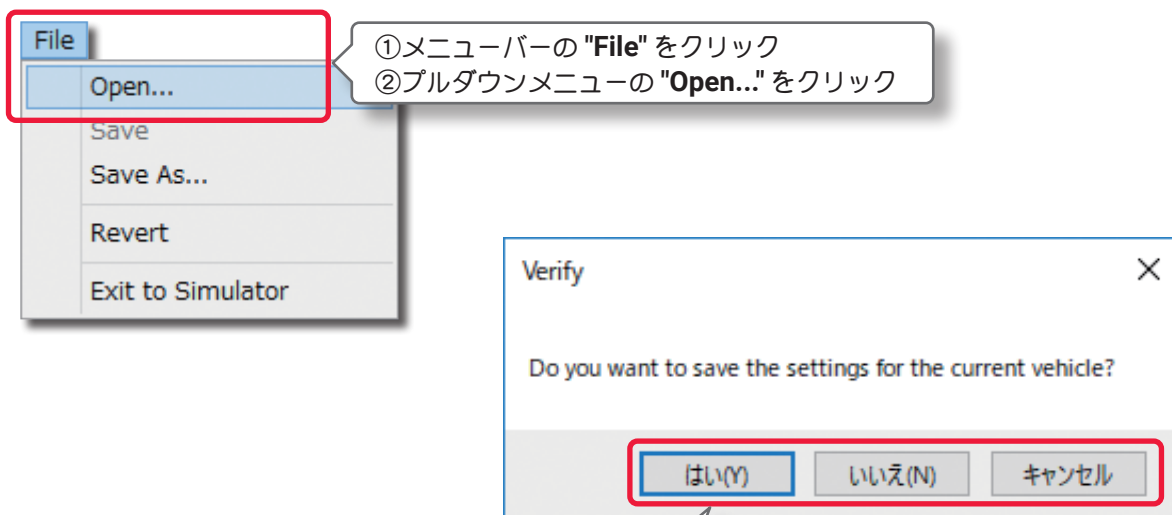 File
①メニューバーの "File" をクリック
②プルダウンメニューの "Open..." をクリック
Open...
Save
Save As...
Revert
Exit to Simulator
Verify
Do you want to save the settings for the current vehicle?
はい(Y)
いいえ(N)
キャンセル